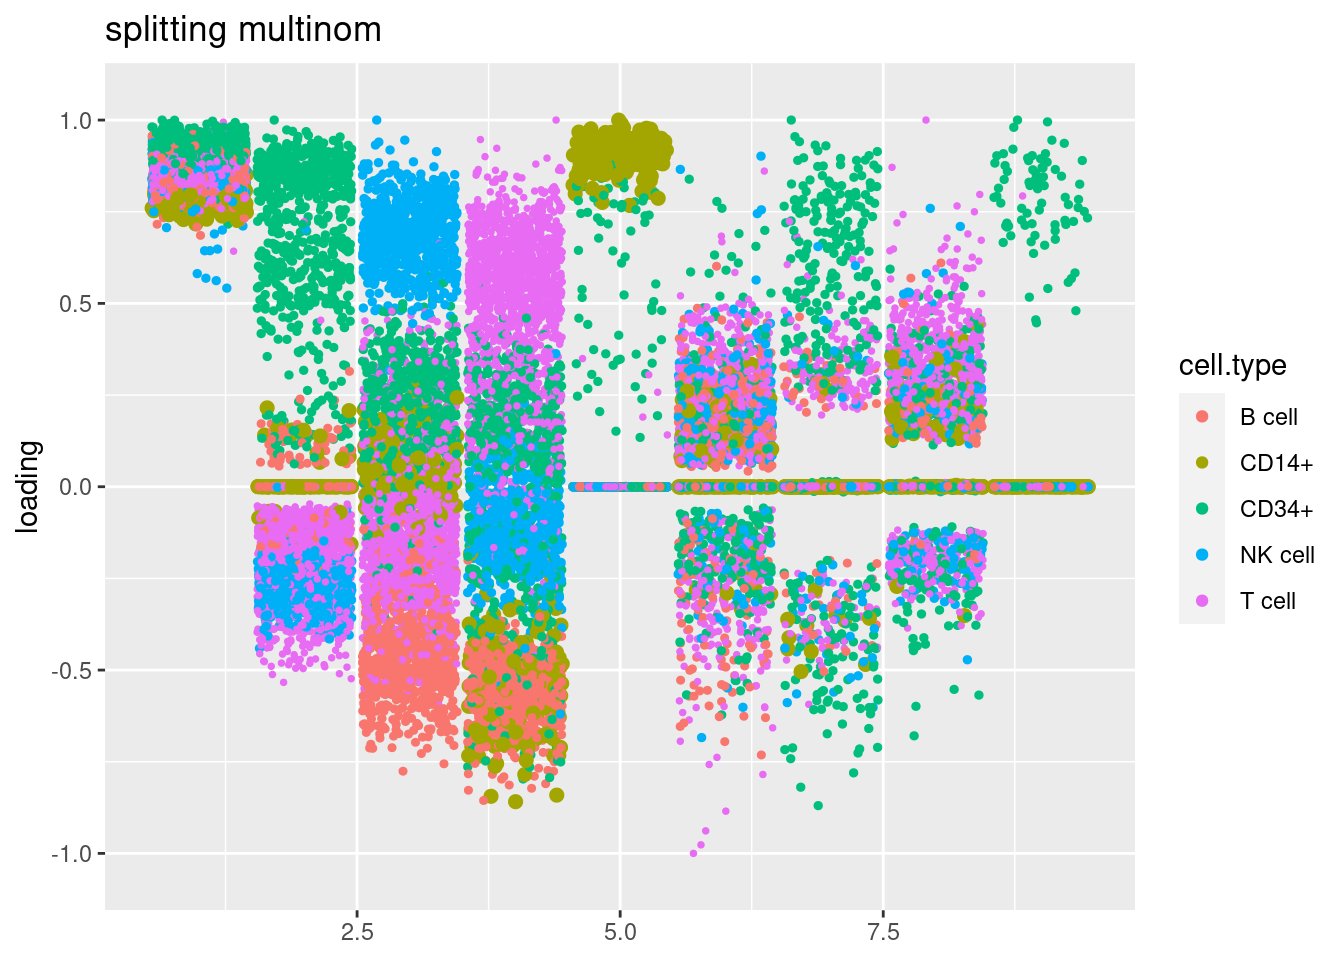 splitting multinom
loading
1.0
0.5
0.0
-0.5
-1.0
2.5
5.0
7.5
cell.type
B cell
CD14+
CD34+
NK cell
T cell